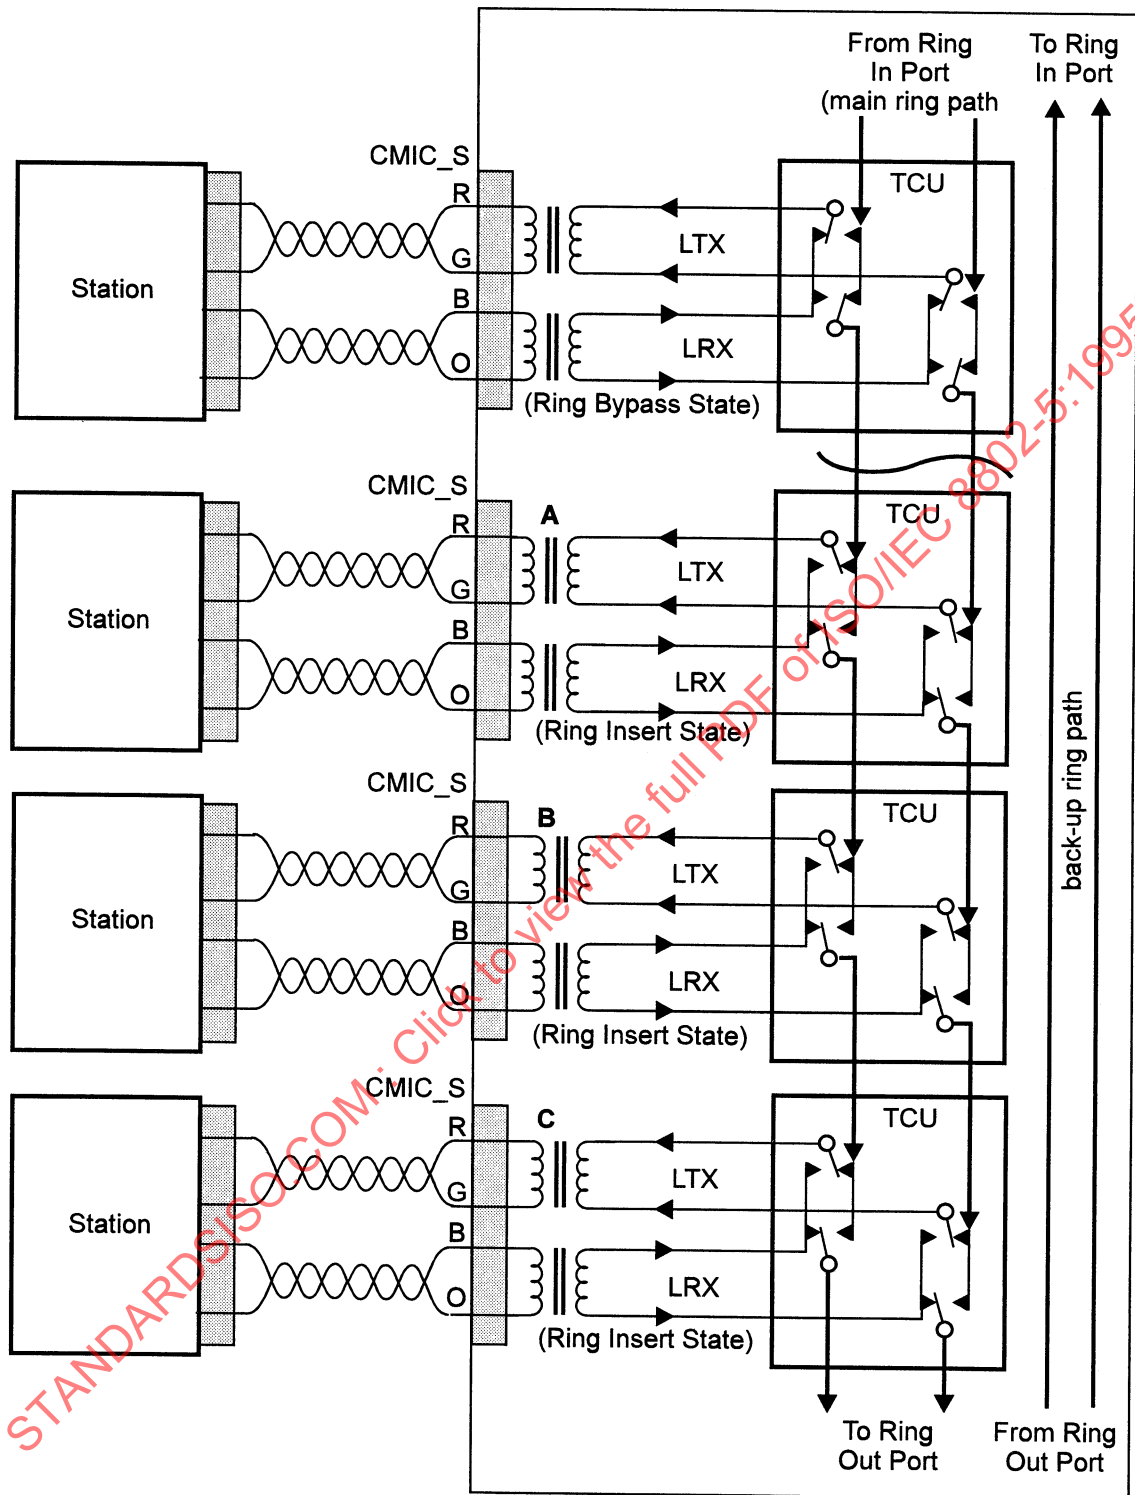 From Ring
In Port
(main ring path
To Ring
In Port
CMIC_S
TCU
R
LTX
G
Station
B
LRX
O
(Ring Bypass State)
CMIC_S
TCU
R
A
LTX
G
Station
B
LRX
O
(Ring Insert State)
back-up ring path
CMIC_S
TCU
R
B
LTX
G
Station
B
LRX
O
(Ring Insert State)
CMIC_S
TCU
R
C
LTX
G
Station
B
LRX
O
(Ring Insert State)
To Ring
Out Port
From Ring
Out Port
STANDARDSISO.COM : Click to view the full PDF of ISO/IEC 8802-5:1995